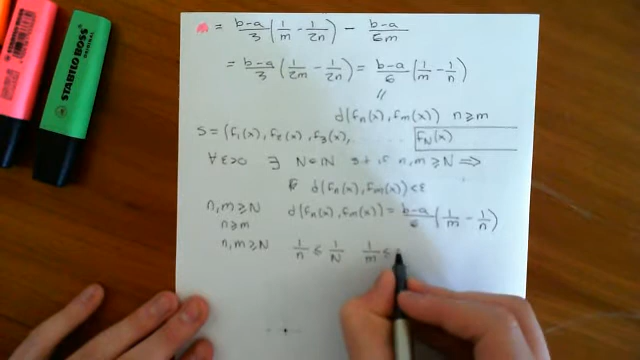 = b-a/3 (1/m - 1/2n) - b-a/6m
= b-a/3 (1/2m - 1/2n) = b-a/6 (1/m - 1/n)
||
d(fn(x), fm(x)) n≥m
S = (f1(x), f2(x), f3(x), ... fN(x)
∀ε>0 ∃ N∈ℕ s.t if n,m ≥ N ⟹
d(fn(x), fm(x)) < ε
n,m ≥ N d(fn(x), fm(x)) = b-a/6 (1/m - 1/n)
n ≥ m
n,m ≥ N 1/n ≤ 1/N 1/m ≤
STABILO BOSS
ORIGINAL